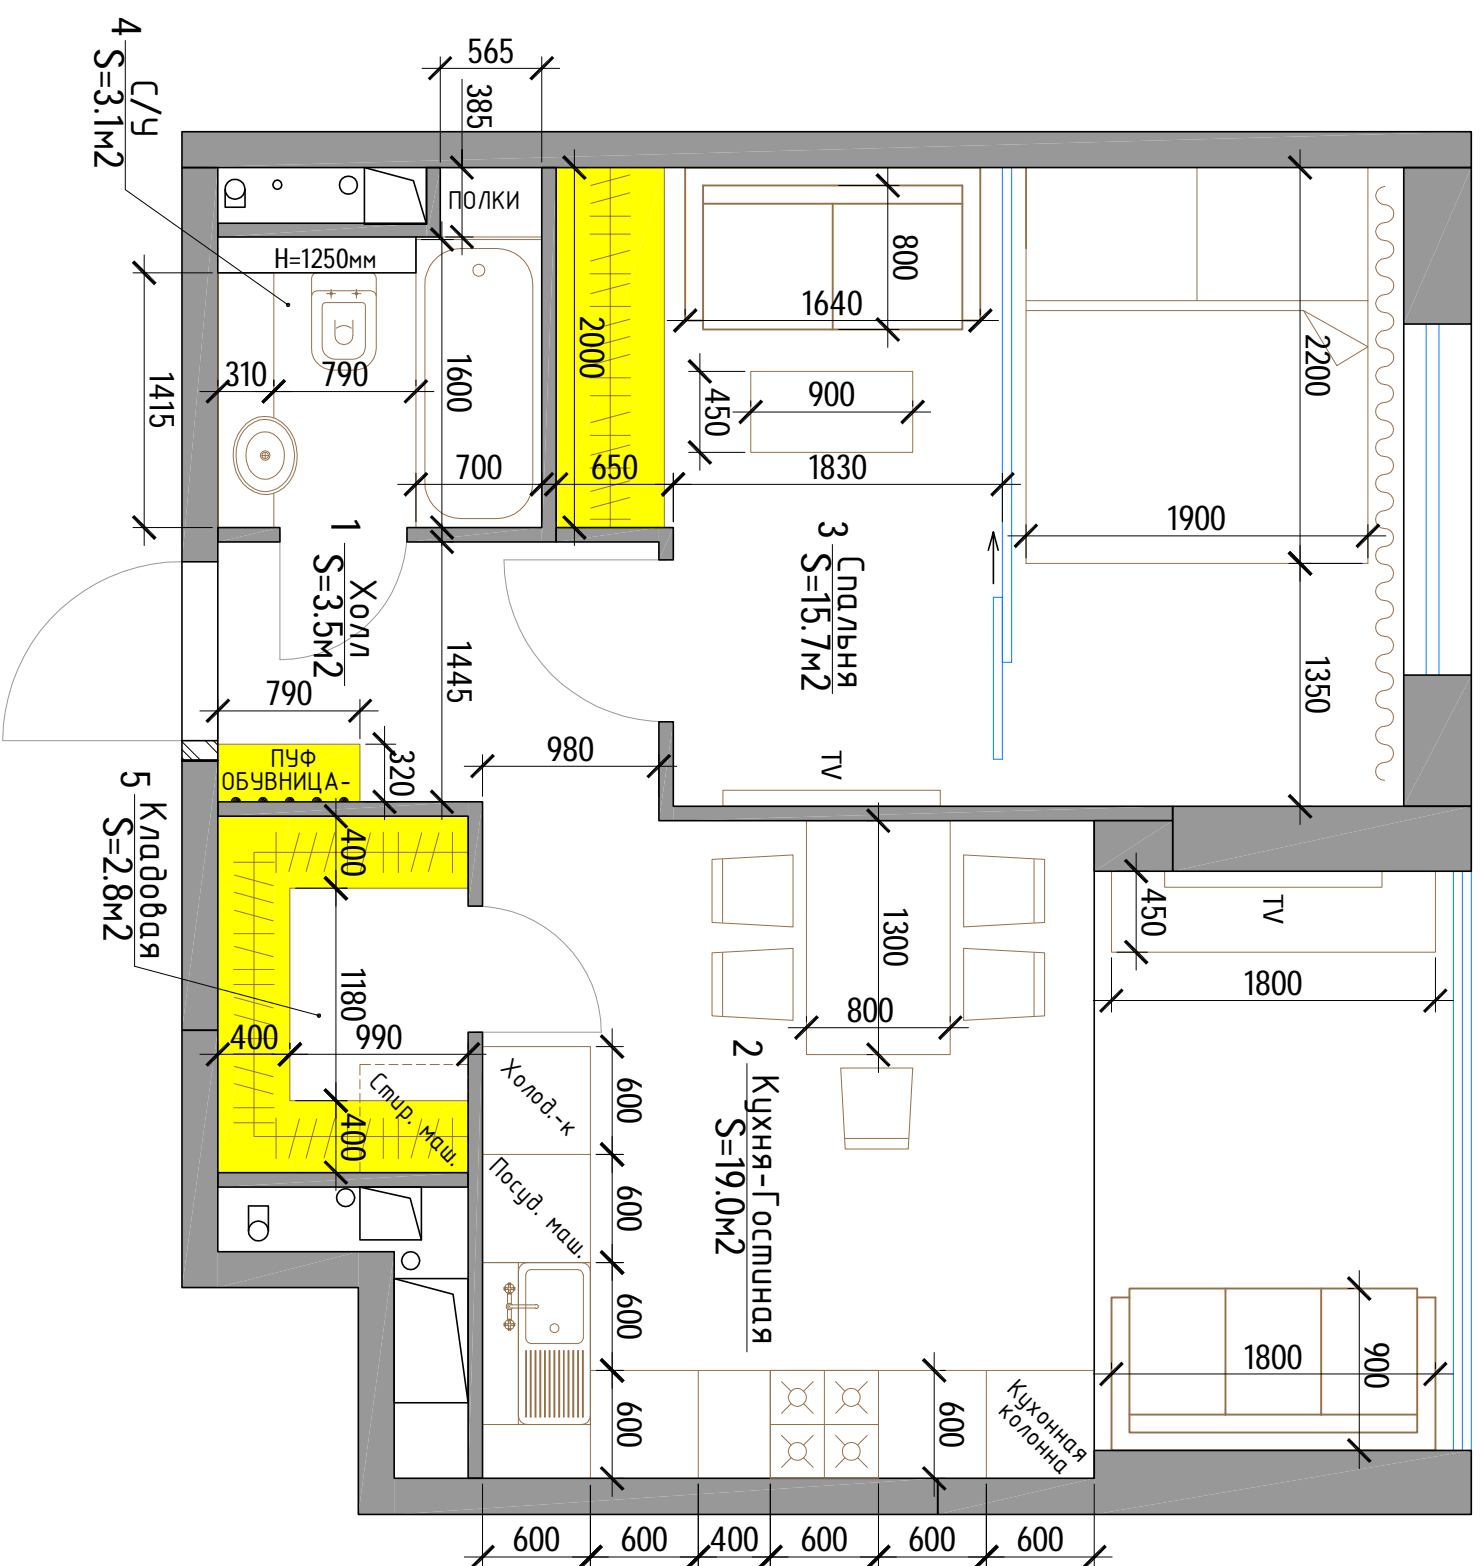 565
385
4 С/У
S=3.1м2
ПОЛКИ
H=1250мм
800
1640
2000
2200
310
790
1600
1415
450
900
700
650
1830
1900
1 Холл
S=3.5м2
3 Спальня
S=15.7м2
1445
1350
790
980
TV
ПУФ
ОБУВНИЦА-
320
5 Кладовая
S=2.8м2
400
1300
450
TV
1180
1800
800
400
990
2 Кухня-Гостиная
S=19.0м2
Холод.-к
600
Стир. маш.
400
Посуд. маш.
600
600
1800
900
600
600
Кухонная
колонна
600
600
400
600
600
600